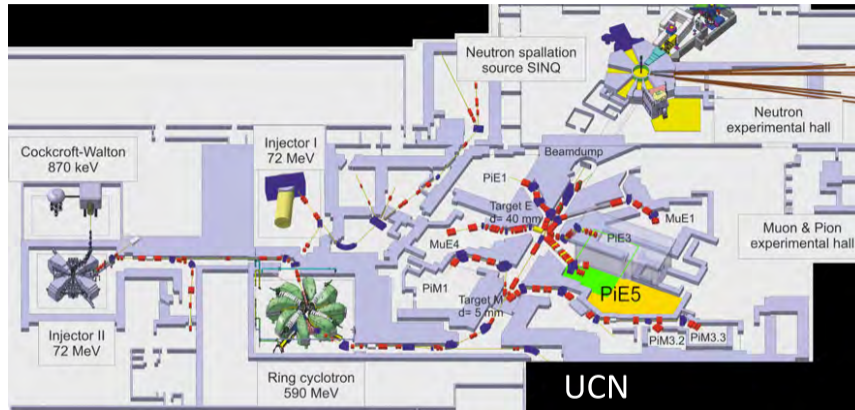 Neutron spallation
source SINQ
Neutron
experimental hall
Cockcroft-Walton
870 keV
Injector I
72 MeV
Beamdump
PiE1
Target E
d= 40 mm
MuE1
MuE4
PiE3
Muon & Pion
experimental hall
PiM1
PiE5
Target M
d= 5 mm
Injector II
72 MeV
PiM3.2
PiM3.3
Ring cyclotron
590 MeV
UCN